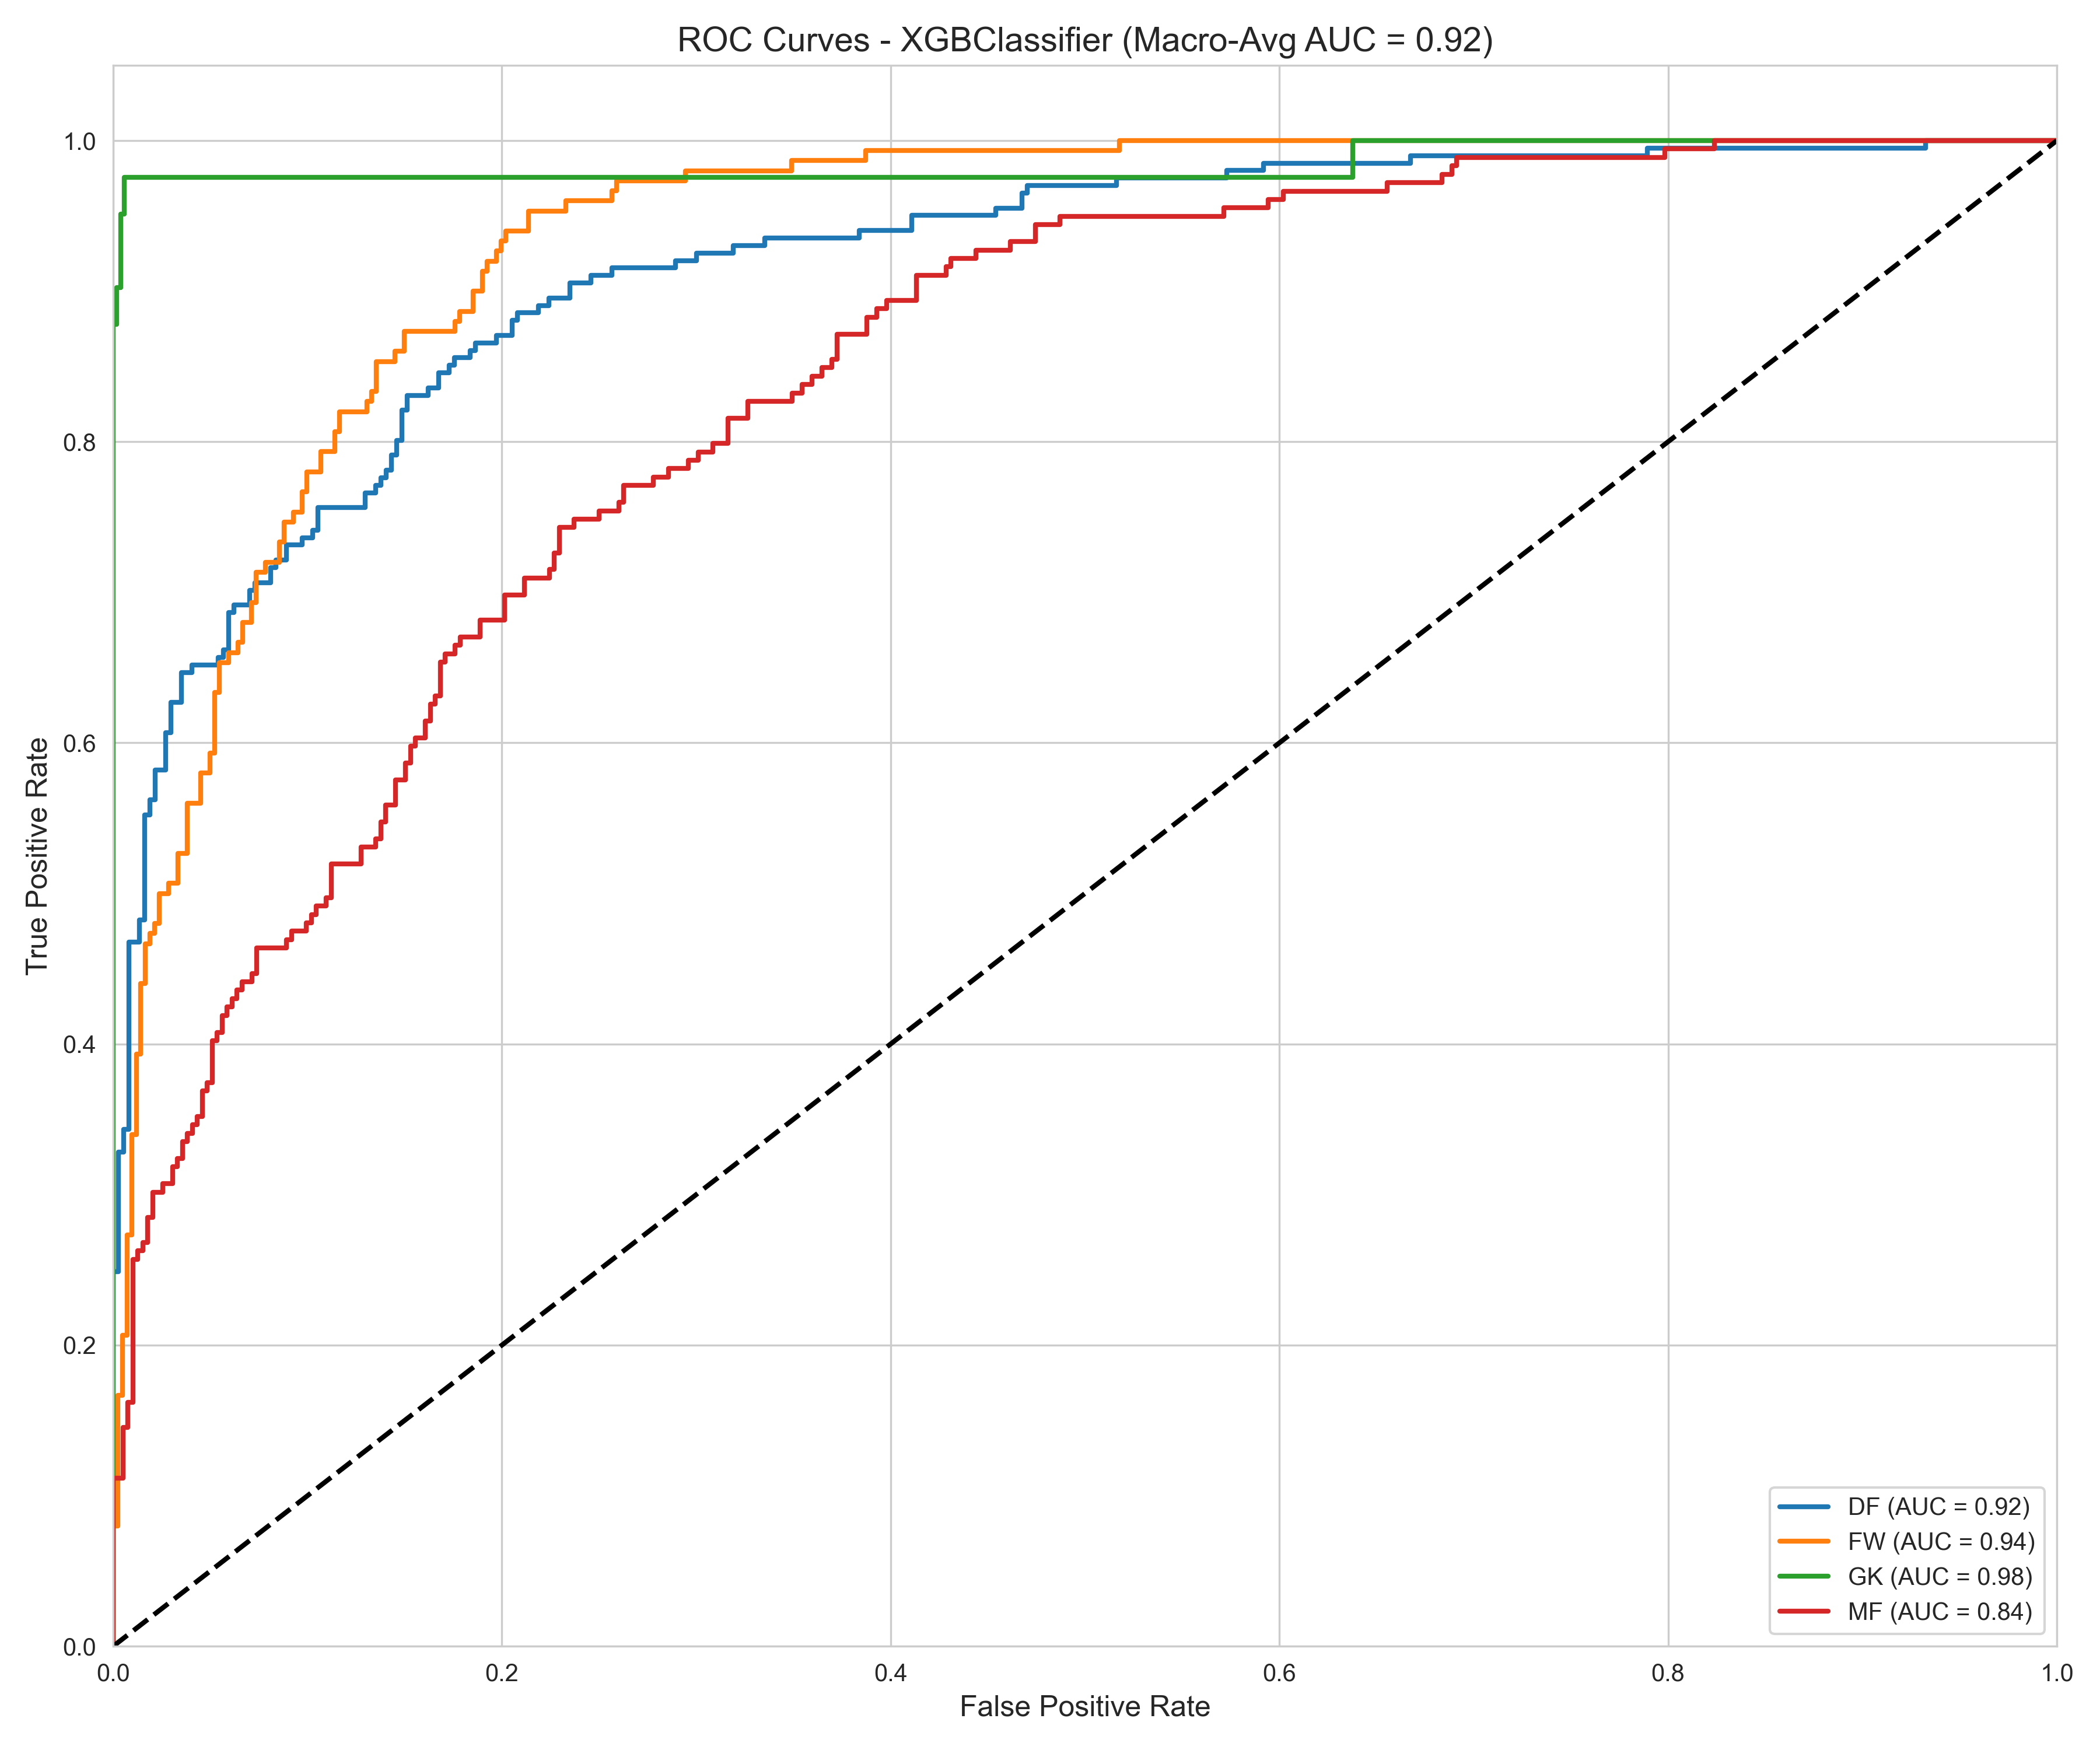 ROC Curves - XGBClassifier (Macro-Avg AUC = 0.92)
True Positive Rate
1.0
0.8
0.6
0.4
0.2
0.0
0.0 0.2 0.4 0.6 0.8 1.0
False Positive Rate
DF (AUC = 0.92)
FW (AUC = 0.94)
GK (AUC = 0.98)
MF (AUC = 0.84)